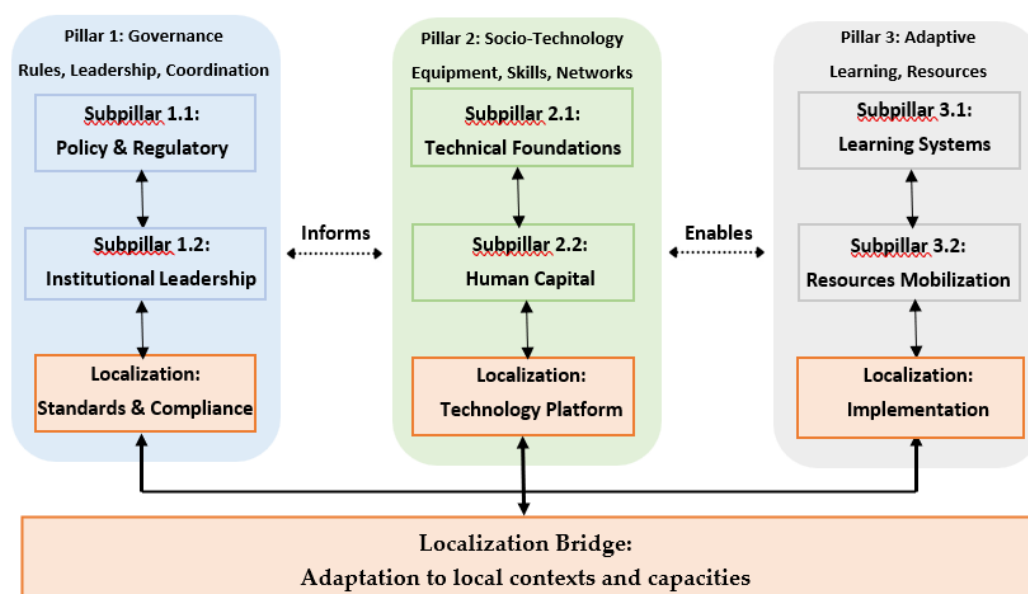 Pillar 1: Governance
Rules, Leadership, Coordination
Subpillar 1.1:
Policy & Regulatory
Subpillar 1.2:
Institutional Leadership
Localization:
Standards & Compliance
Informs
Pillar 2: Socio-Technology
Equipment, Skills, Networks
Subpillar 2.1:
Technical Foundations
Subpillar 2.2:
Human Capital
Localization:
Technology Platform
Enables
Pillar 3: Adaptive
Learning, Resources
Subpillar 3.1:
Learning Systems
Subpillar 3.2:
Resources Mobilization
Localization:
Implementation
Localization Bridge:
Adaptation to local contexts and capacities